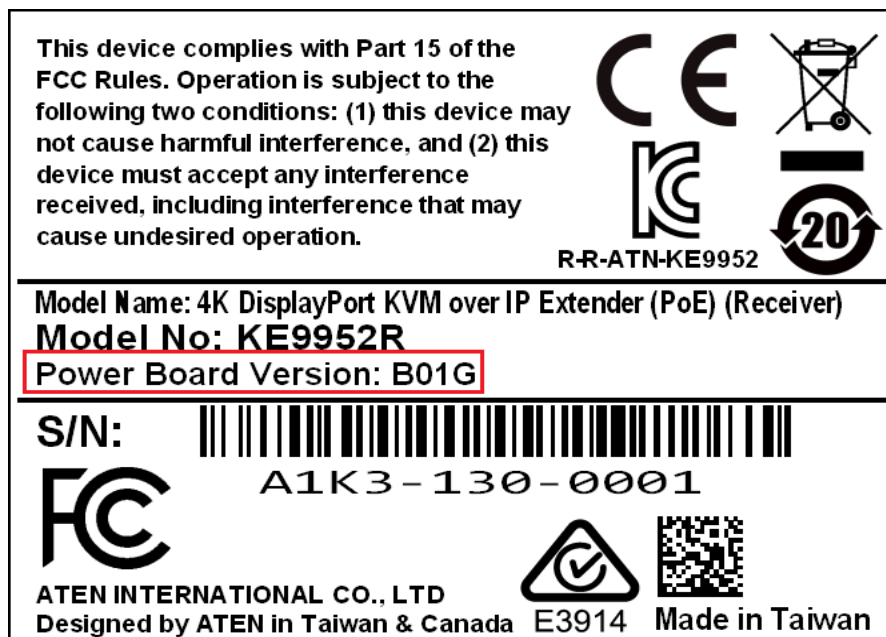 This device complies with Part 15 of the
FCC Rules. Operation is subject to the
following two conditions: (1) this device may
not cause harmful interference, and (2) this
device must accept any interference
received, including interference that may
cause undesired operation.
CE
KC
R-R-ATN-KE9952
20
Model Name: 4K DisplayPort KVM over IP Extender (PoE) (Receiver)
Model No: KE9952R
Power Board Version: B01G
S/N:
A1K3-130-0001
FC
ATEN INTERNATIONAL CO., LTD
Designed by ATEN in Taiwan & Canada
E3914
Made in Taiwan